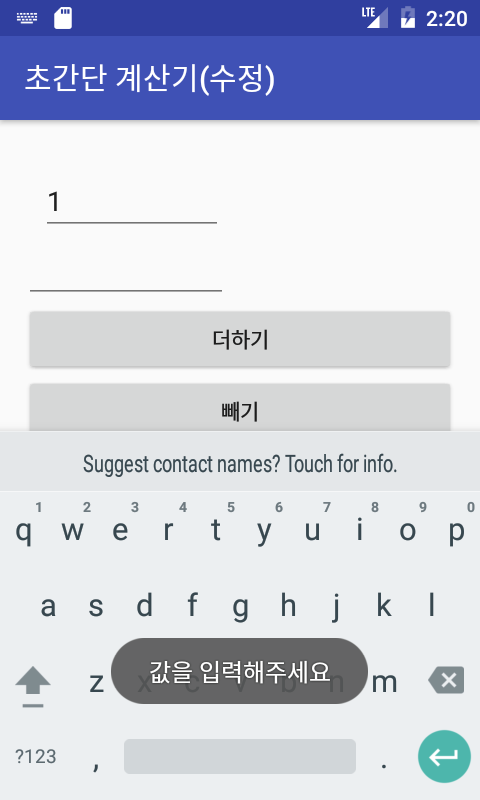 LTE 2:20
초간단 계산기(수정)
1
더하기
빼기
Suggest contact names? Touch for info.
1 2 3 4 5 6 7 8 9 0
q w e r t y u i o p
a s d f g h j k l
z x c v b n m
값을 입력해주세요
?123 , .